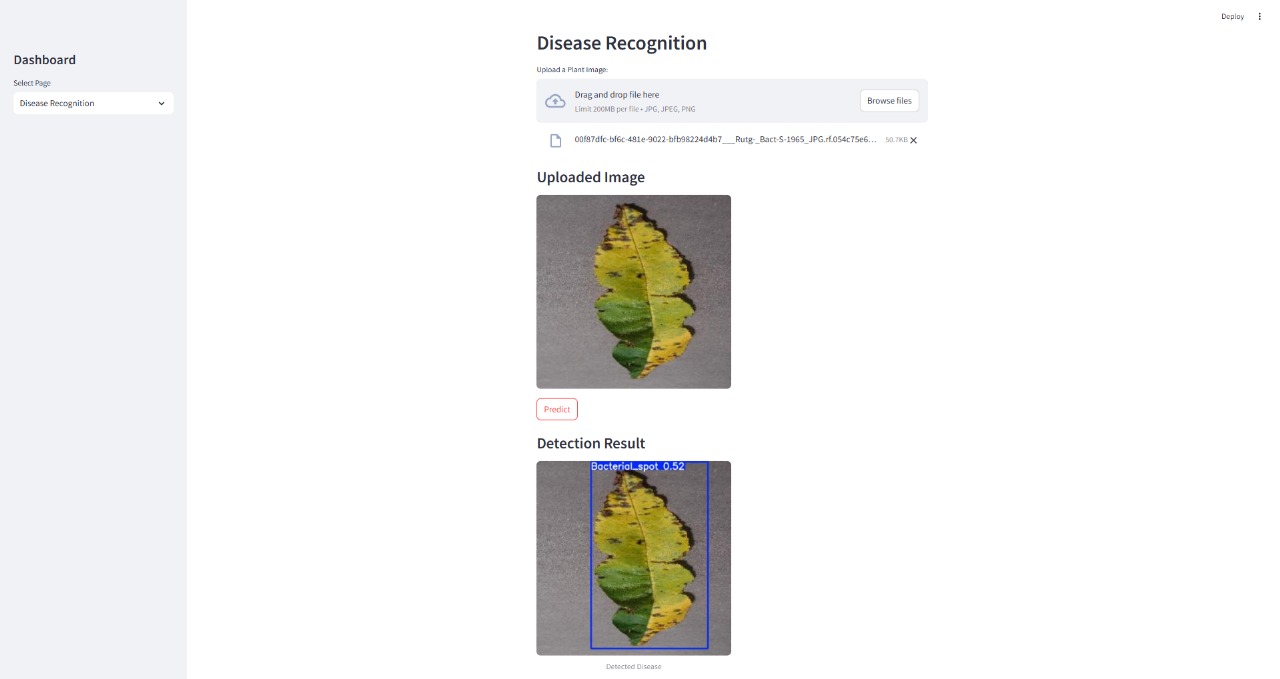 Deploy
Dashboard
Select Page
Disease Recognition
Disease Recognition
Upload a Plant Image:
Drag and drop file here
Limit 200MB per file • JPG, JPEG, PNG
Browse files
00f87dfc-bf6c-481e-9022-bfb98224d4b7___Rutg-_Bact-S-1965_JPG.rf.054c75e6... 50.7KB
Uploaded Image
Predict
Detection Result
Bacterial_spot 0.52
Detected Disease